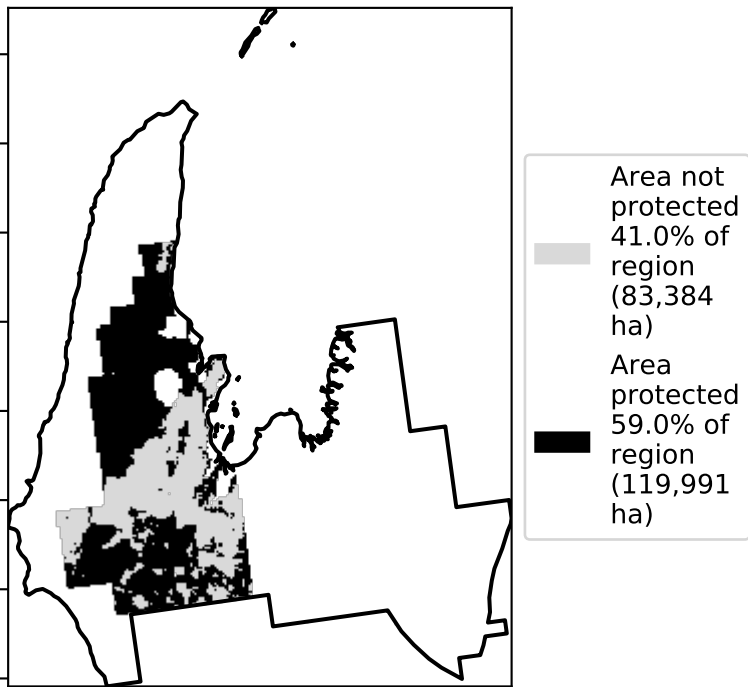 Area not
protected
41.0% of
region
(83,384
ha)
Area
protected
59.0% of
region
(119,991
ha)